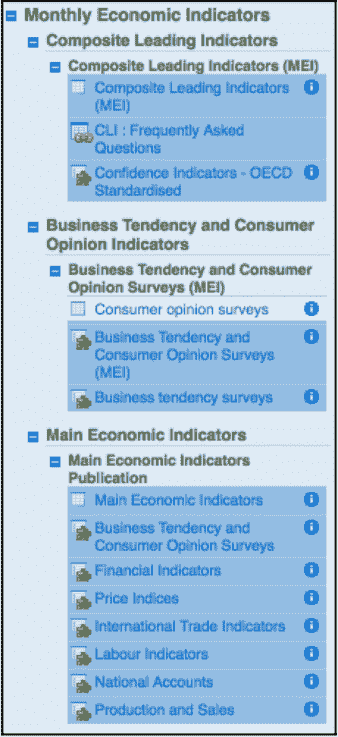 Monthly Economic Indicators
Composite Leading Indicators
Composite Leading Indicators (MEI)
Composite Leading Indicators
(MEI)
CLI : Frequently Asked
Questions
Confidence Indicators - OECD
Standardised
Business Tendency and Consumer
Opinion Indicators
Business Tendency and Consumer
Opinion Surveys (MEI)
Consumer opinion surveys
Business Tendency and
Consumer Opinion Surveys
(MEI)
Business tendency surveys
Main Economic Indicators
Main Economic Indicators
Publication
Main Economic Indicators
Business Tendency and
Consumer Opinion Surveys
Financial Indicators
Price Indices
International Trade Indicators
Labour Indicators
National Accounts
Production and Sales